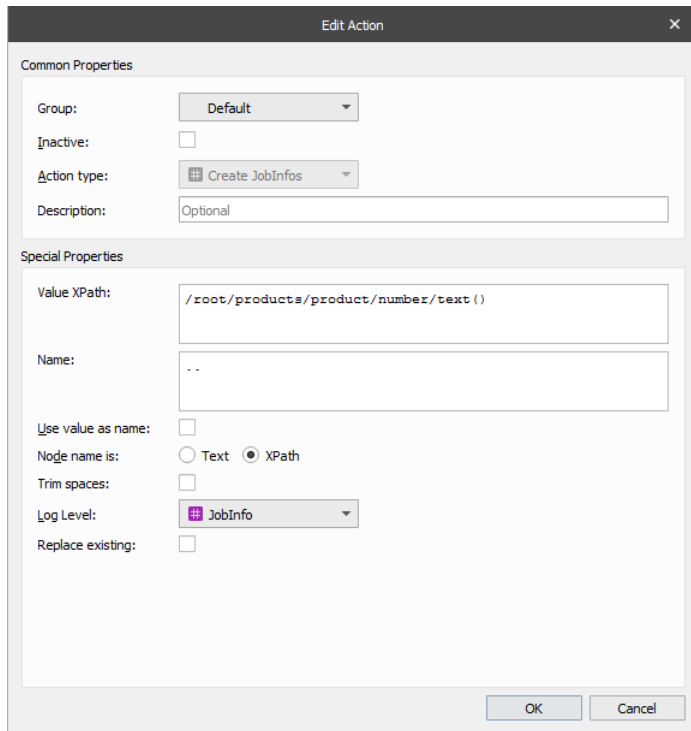 Edit Action
Common Properties
Group:
Default
Inactive:
Action type:
Create JobInfos
Description:
Optional
Special Properties
Value XPath:
/root/products/product/number/text()
Name:
..
Use value as name:
Node name is:
Text
XPath
Trim spaces:
Log Level:
JobInfo
Replace existing:
OK
Cancel